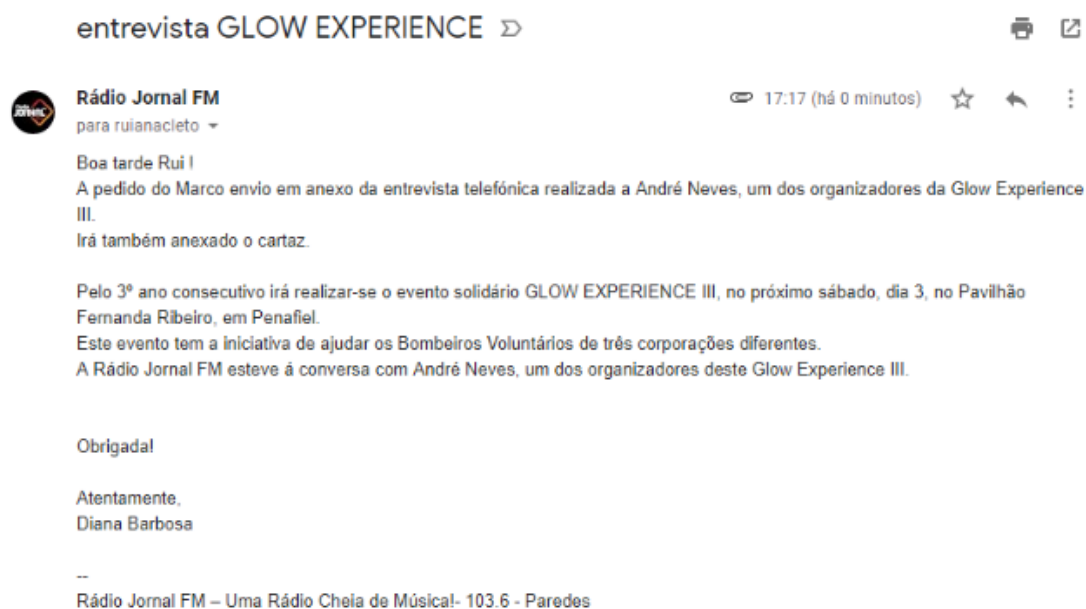 entrevista GLOW EXPERIENCE
Rádio Jornal FM
17:17 (há 0 minutos)
para ruianacleto
Boa tarde Rui !
A pedido do Marco envio em anexo da entrevista telefónica realizada a André Neves, um dos organizadores da Glow Experience
III.
Irá também anexado o cartaz.
Pelo 3º ano consecutivo irá realizar-se o evento solidário GLOW EXPERIENCE III, no próximo sábado, dia 3, no Pavilhão
Fernanda Ribeiro, em Penafiel.
Este evento tem a iniciativa de ajudar os Bombeiros Voluntários de três corporações diferentes.
A Rádio Jornal FM esteve á conversa com André Neves, um dos organizadores deste Glow Experience III.
Obrigada!
Atentamente,
Diana Barbosa
--
Rádio Jornal FM – Uma Rádio Cheia de Música!- 103.6 - Paredes